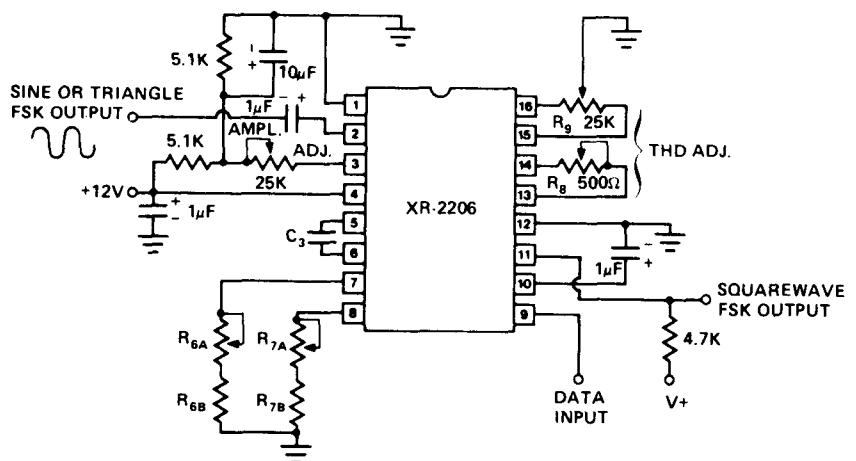 5.1K
-
+
10µF
SINE OR TRIANGLE
FSK OUTPUT
1µF
- +
AMPL.
ADJ.
5.1K
25K
+12V
+
-
1µF
C3
R6A
R7A
R6B
R7B
1
2
3
4
5
6
7
8
XR-2206
16
15
14
13
12
11
10
9
R9 25K
R8 500Ω
THD ADJ.
-
+
1µF
SQUAREWAVE
FSK OUTPUT
4.7K
V+
DATA
INPUT